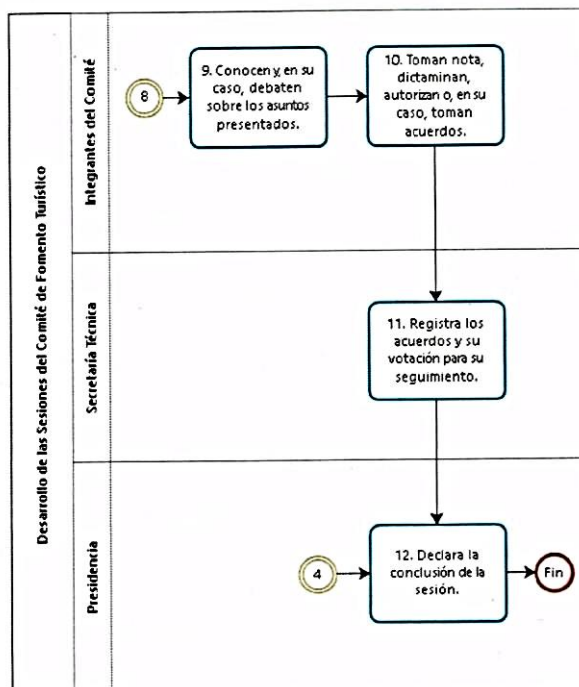 Desarrollo de las Sesiones del Comité de Fomento Turístico
Integrantes del Comité
8
9. Conocen y, en su
caso, debaten
sobre los asuntos
presentados.
10. Toman nota,
dictaminan,
autorizan o, en su
caso, toman
acuerdos.
Secretaría Técnica
11. Registra los
acuerdos y su
votación para su
seguimiento.
Presidencia
4
12. Declara la
conclusión de la
sesión.
Fin